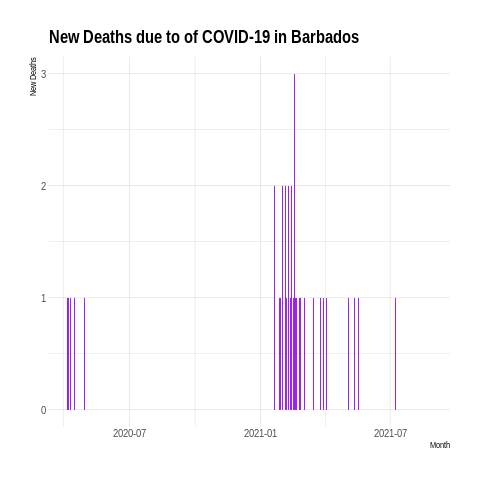 New Deaths due to of COVID-19 in Barbados
New Deaths
3
2
1
0
2020-07
2021-01
2021-07
Month